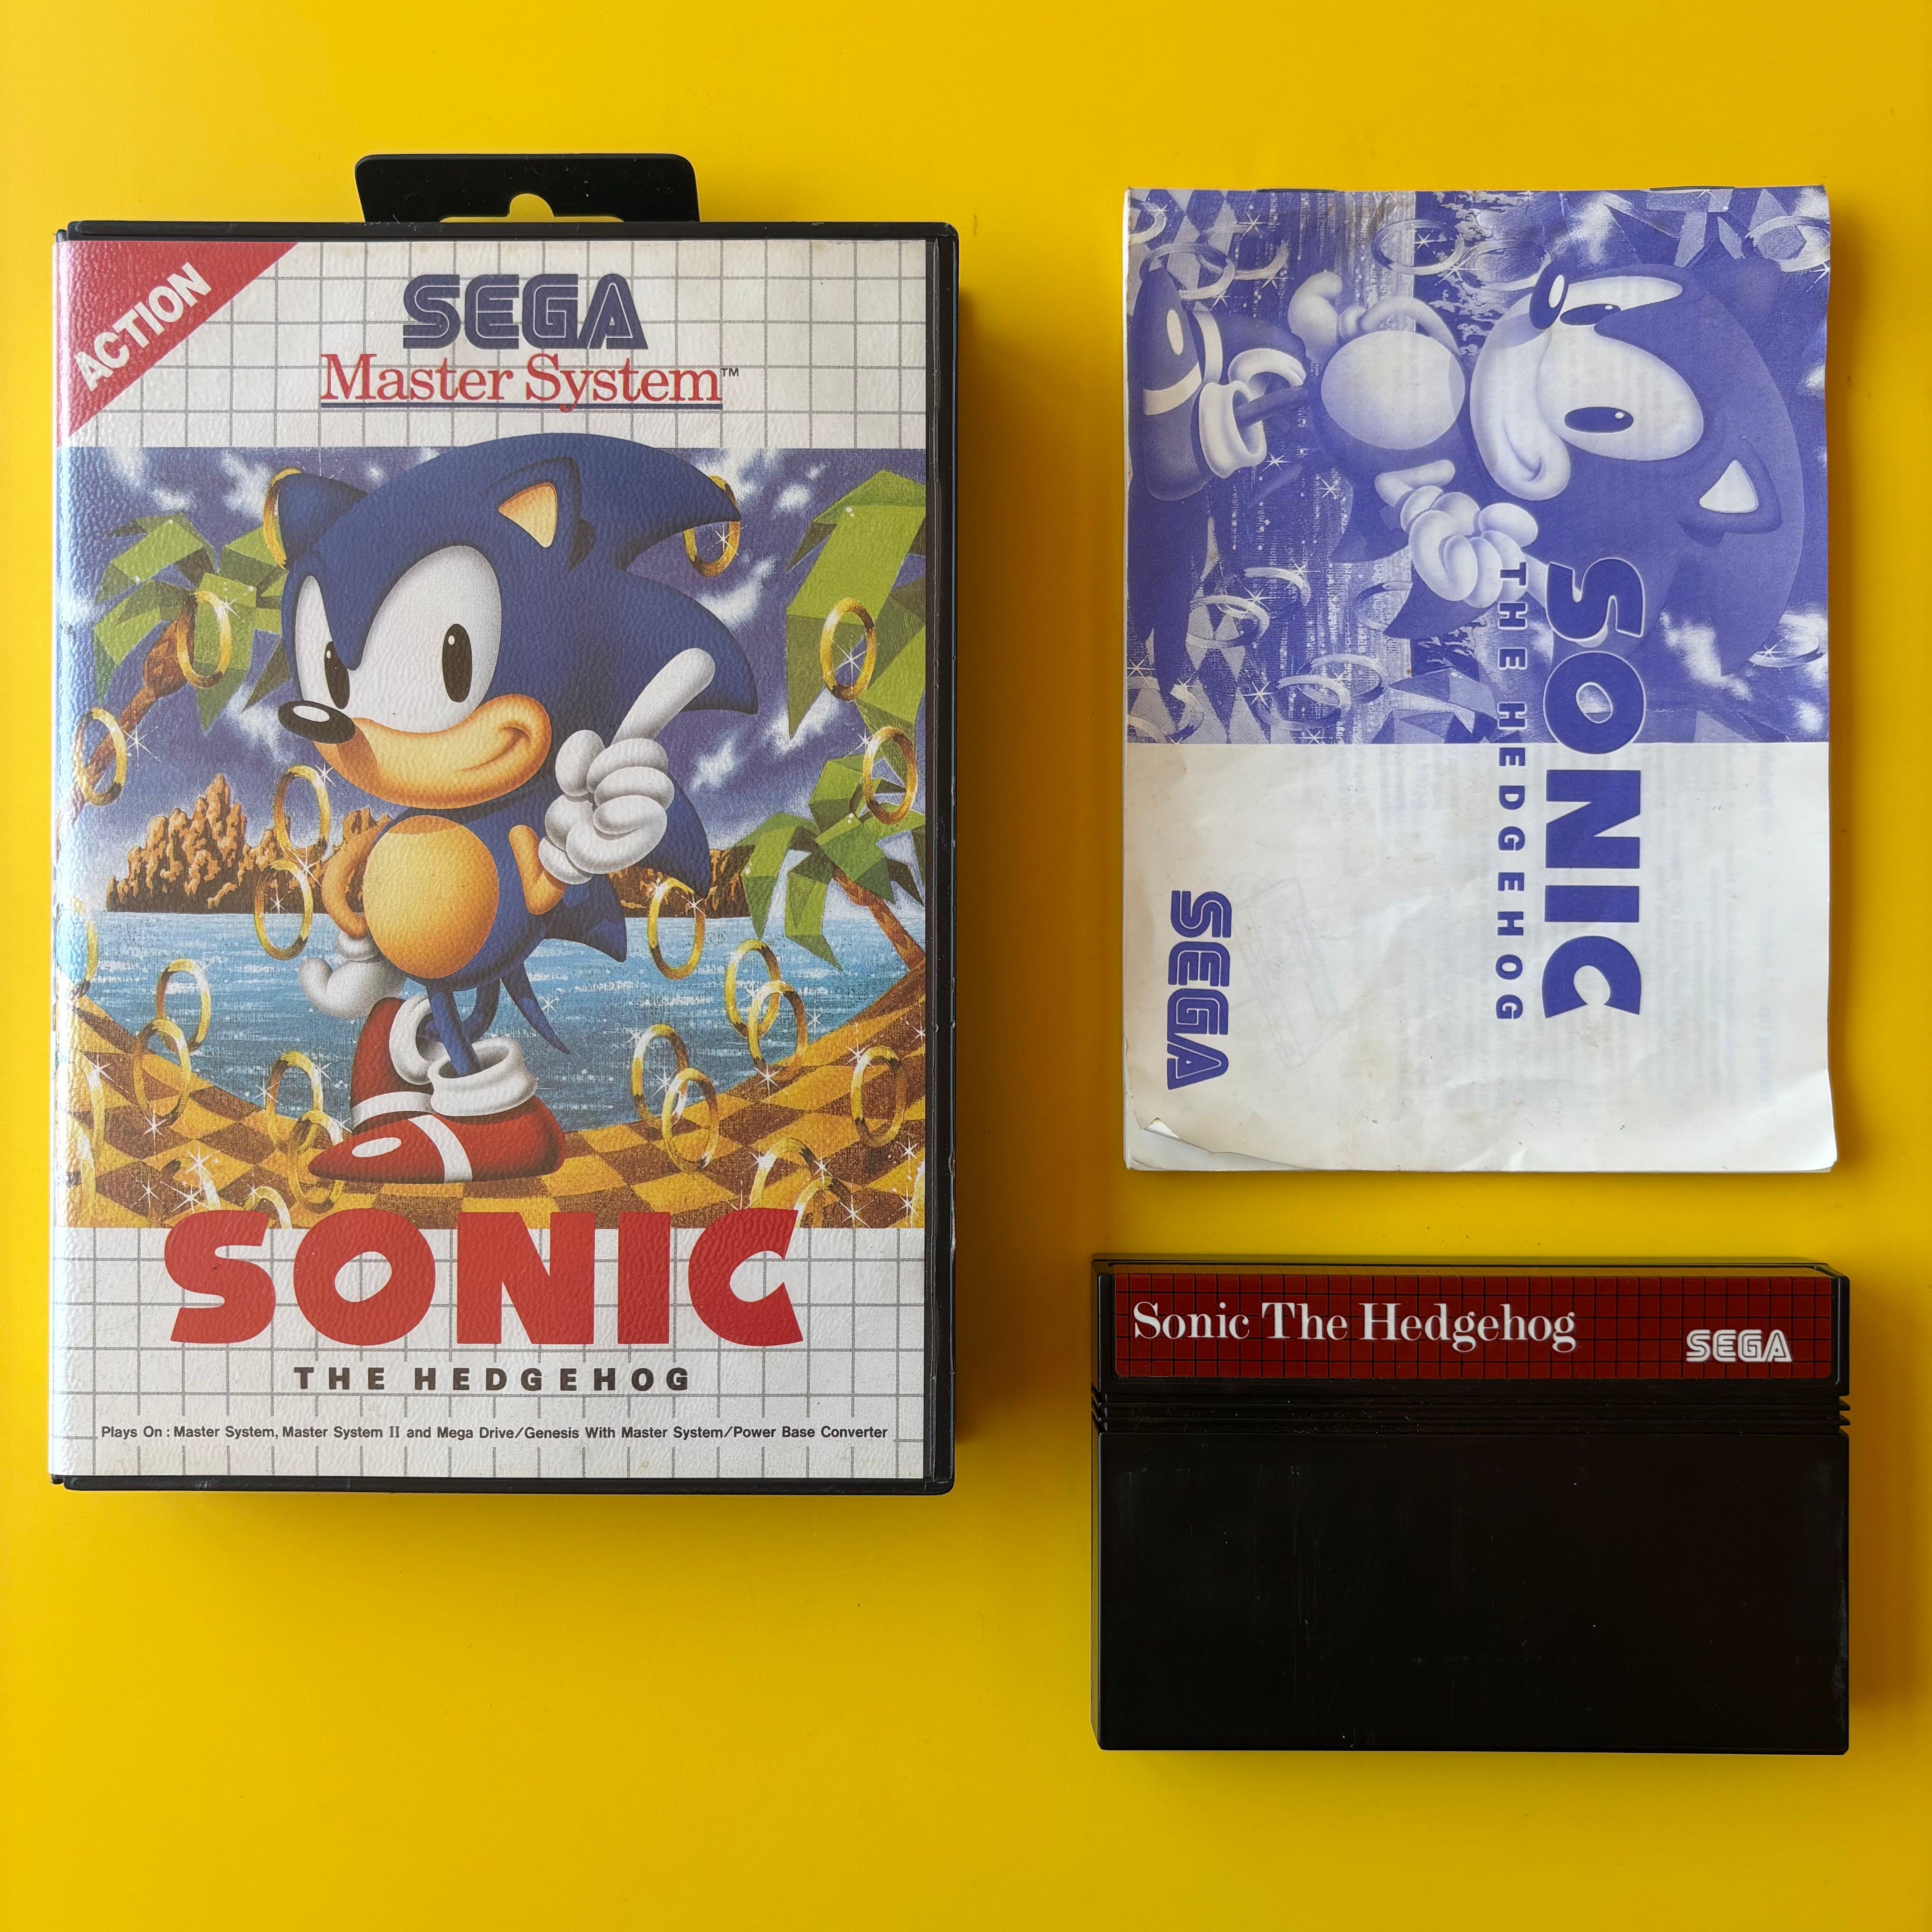 ACTION
SEGA
Master System™
SONIC
THE HEDGEHOG
Plays On : Master System, Master System II and Mega Drive/Genesis With Master System/Power Base Converter
SONIC
THE HEDGEHOG
SEGA
Sonic The Hedgehog
SEGA